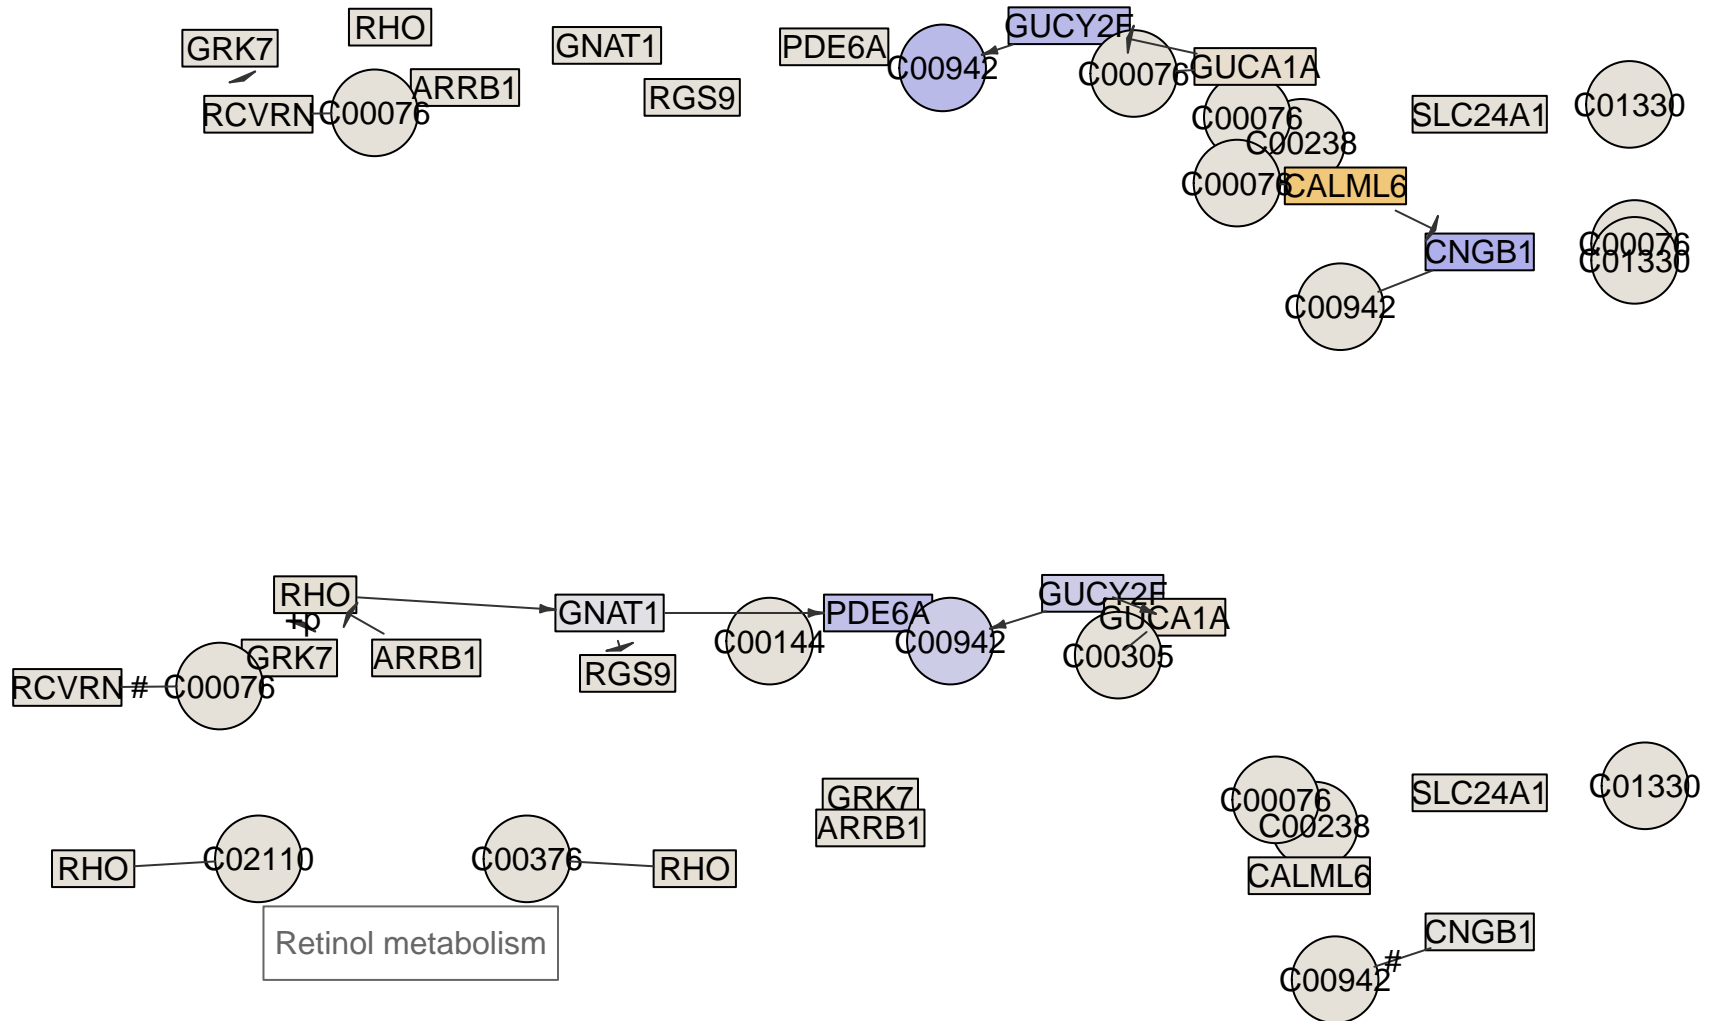 GRK7
RHO
GNAT1
PDE6A
C00942
GUCY2F
C00076
GUCA1A
RCVRN
C00076
ARRB1
RGS9
C00076
C00238
SLC24A1
C01330
C00076
CALML6
CNGB1
C00076
C01330
C00942
RHO
+p
GNAT1
C00144
PDE6A
C00942
GUCY2F
GUCA1A
C00305
GRK7
ARRB1
RGS9
RCVRN
#
C00076
GRK7
ARRB1
C00076
C00238
SLC24A1
C01330
RHO
C02110
C00376
RHO
CALML6
Retinol metabolism
CNGB1
#
C00942